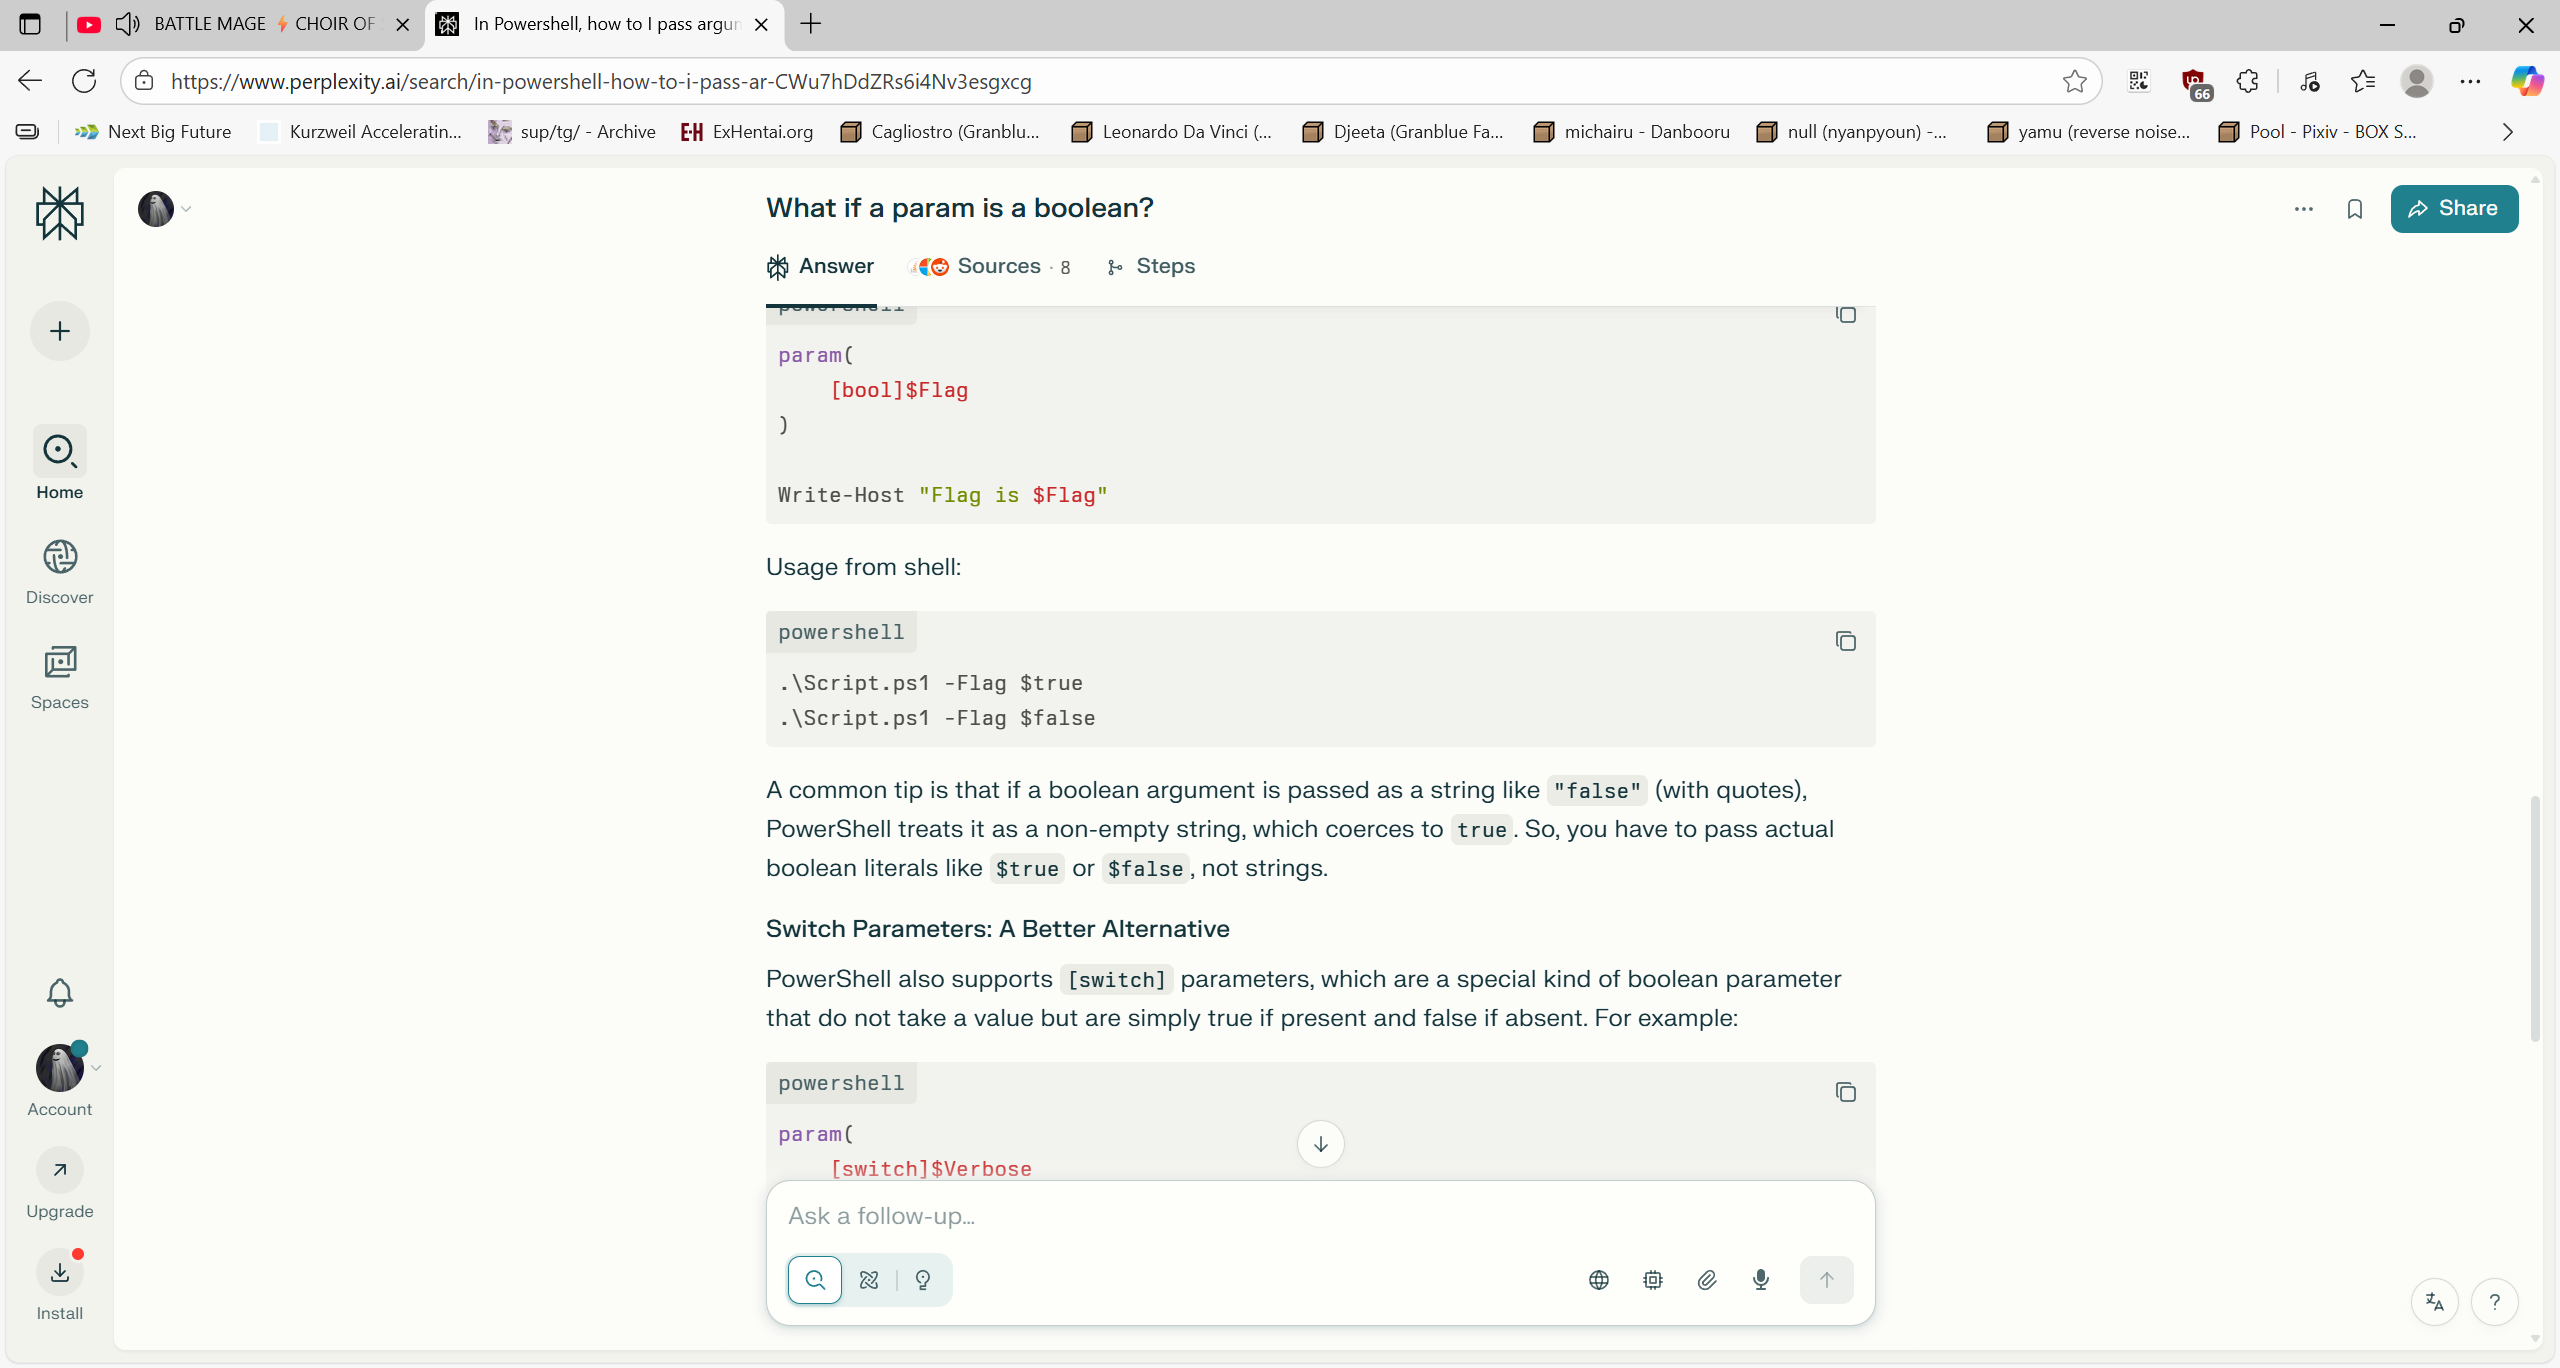 BATTLE MAGE ⚡ CHOIR OF
In Powershell, how to I pass argum
https://www.perplexity.ai/search/in-powershell-how-to-i-pass-ar-CWu7hDdZRs6i4Nv3esgxcg
66
Next Big Future
Kurzweil Acceleratin...
sup/tg/ - Archive
ExHentai.org
Cagliostro (Granblu...
Leonardo Da Vinci (...
Djeeta (Granblue Fa...
michairu - Danbooru
null (nyanpyoun) -...
yamu (reverse noise...
Pool - Pixiv - BOX S...
What if a param is a boolean?
Share
Answer
Sources · 8
Steps
powershell
param(
[bool]$Flag
)
Write-Host "Flag is $Flag"
Usage from shell:
powershell
.\Script.ps1 -Flag $true
.\Script.ps1 -Flag $false
A common tip is that if a boolean argument is passed as a string like "false" (with quotes),
PowerShell treats it as a non-empty string, which coerces to true. So, you have to pass actual
boolean literals like $true or $false, not strings.
Switch Parameters: A Better Alternative
PowerShell also supports [switch] parameters, which are a special kind of boolean parameter
that do not take a value but are simply true if present and false if absent. For example:
powershell
param(
[switch]$Verbose
Ask a follow-up...
Home
Discover
Spaces
Account
Upgrade
Install
?